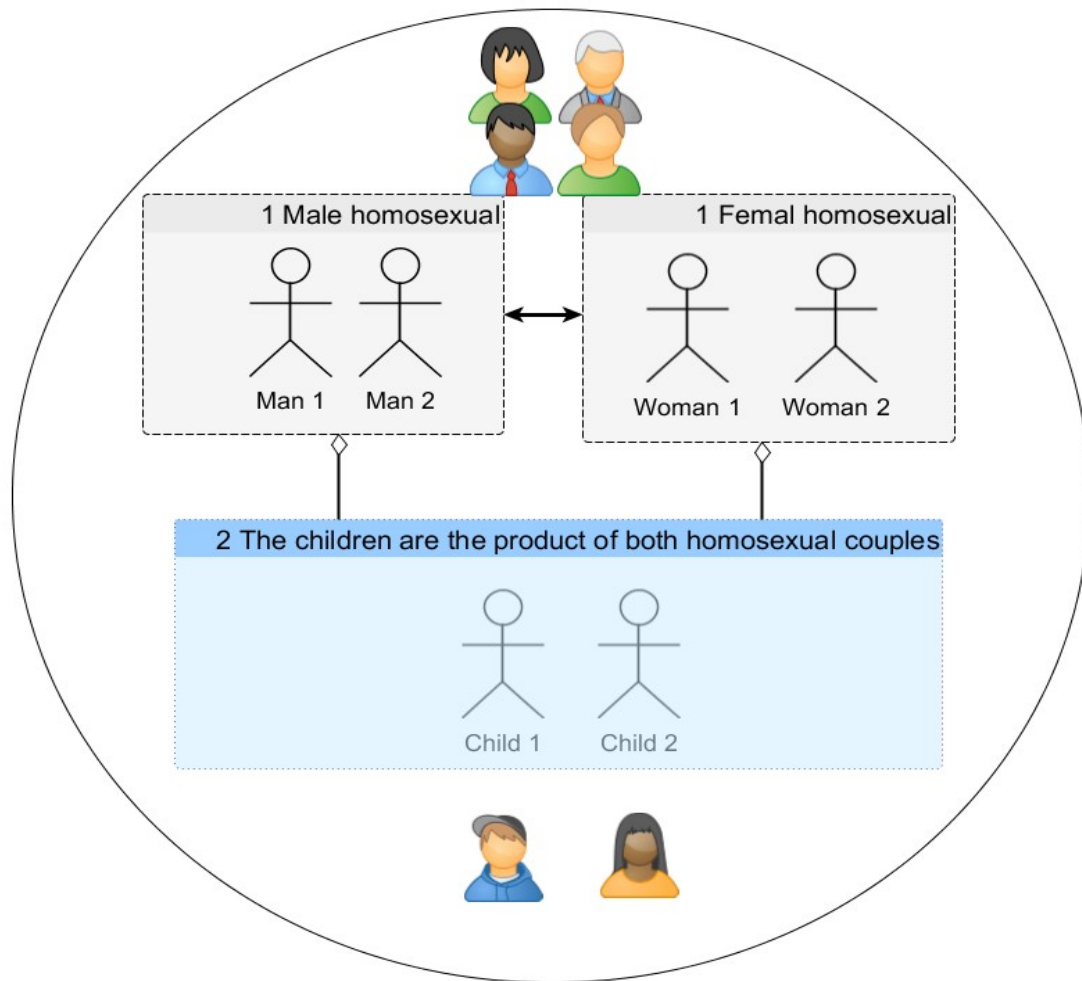 1 Male homosexual
1 Femal homosexual
Man 1
Man 2
Woman 1
Woman 2
2 The children are the product of both homosexual couples
Child 1
Child 2